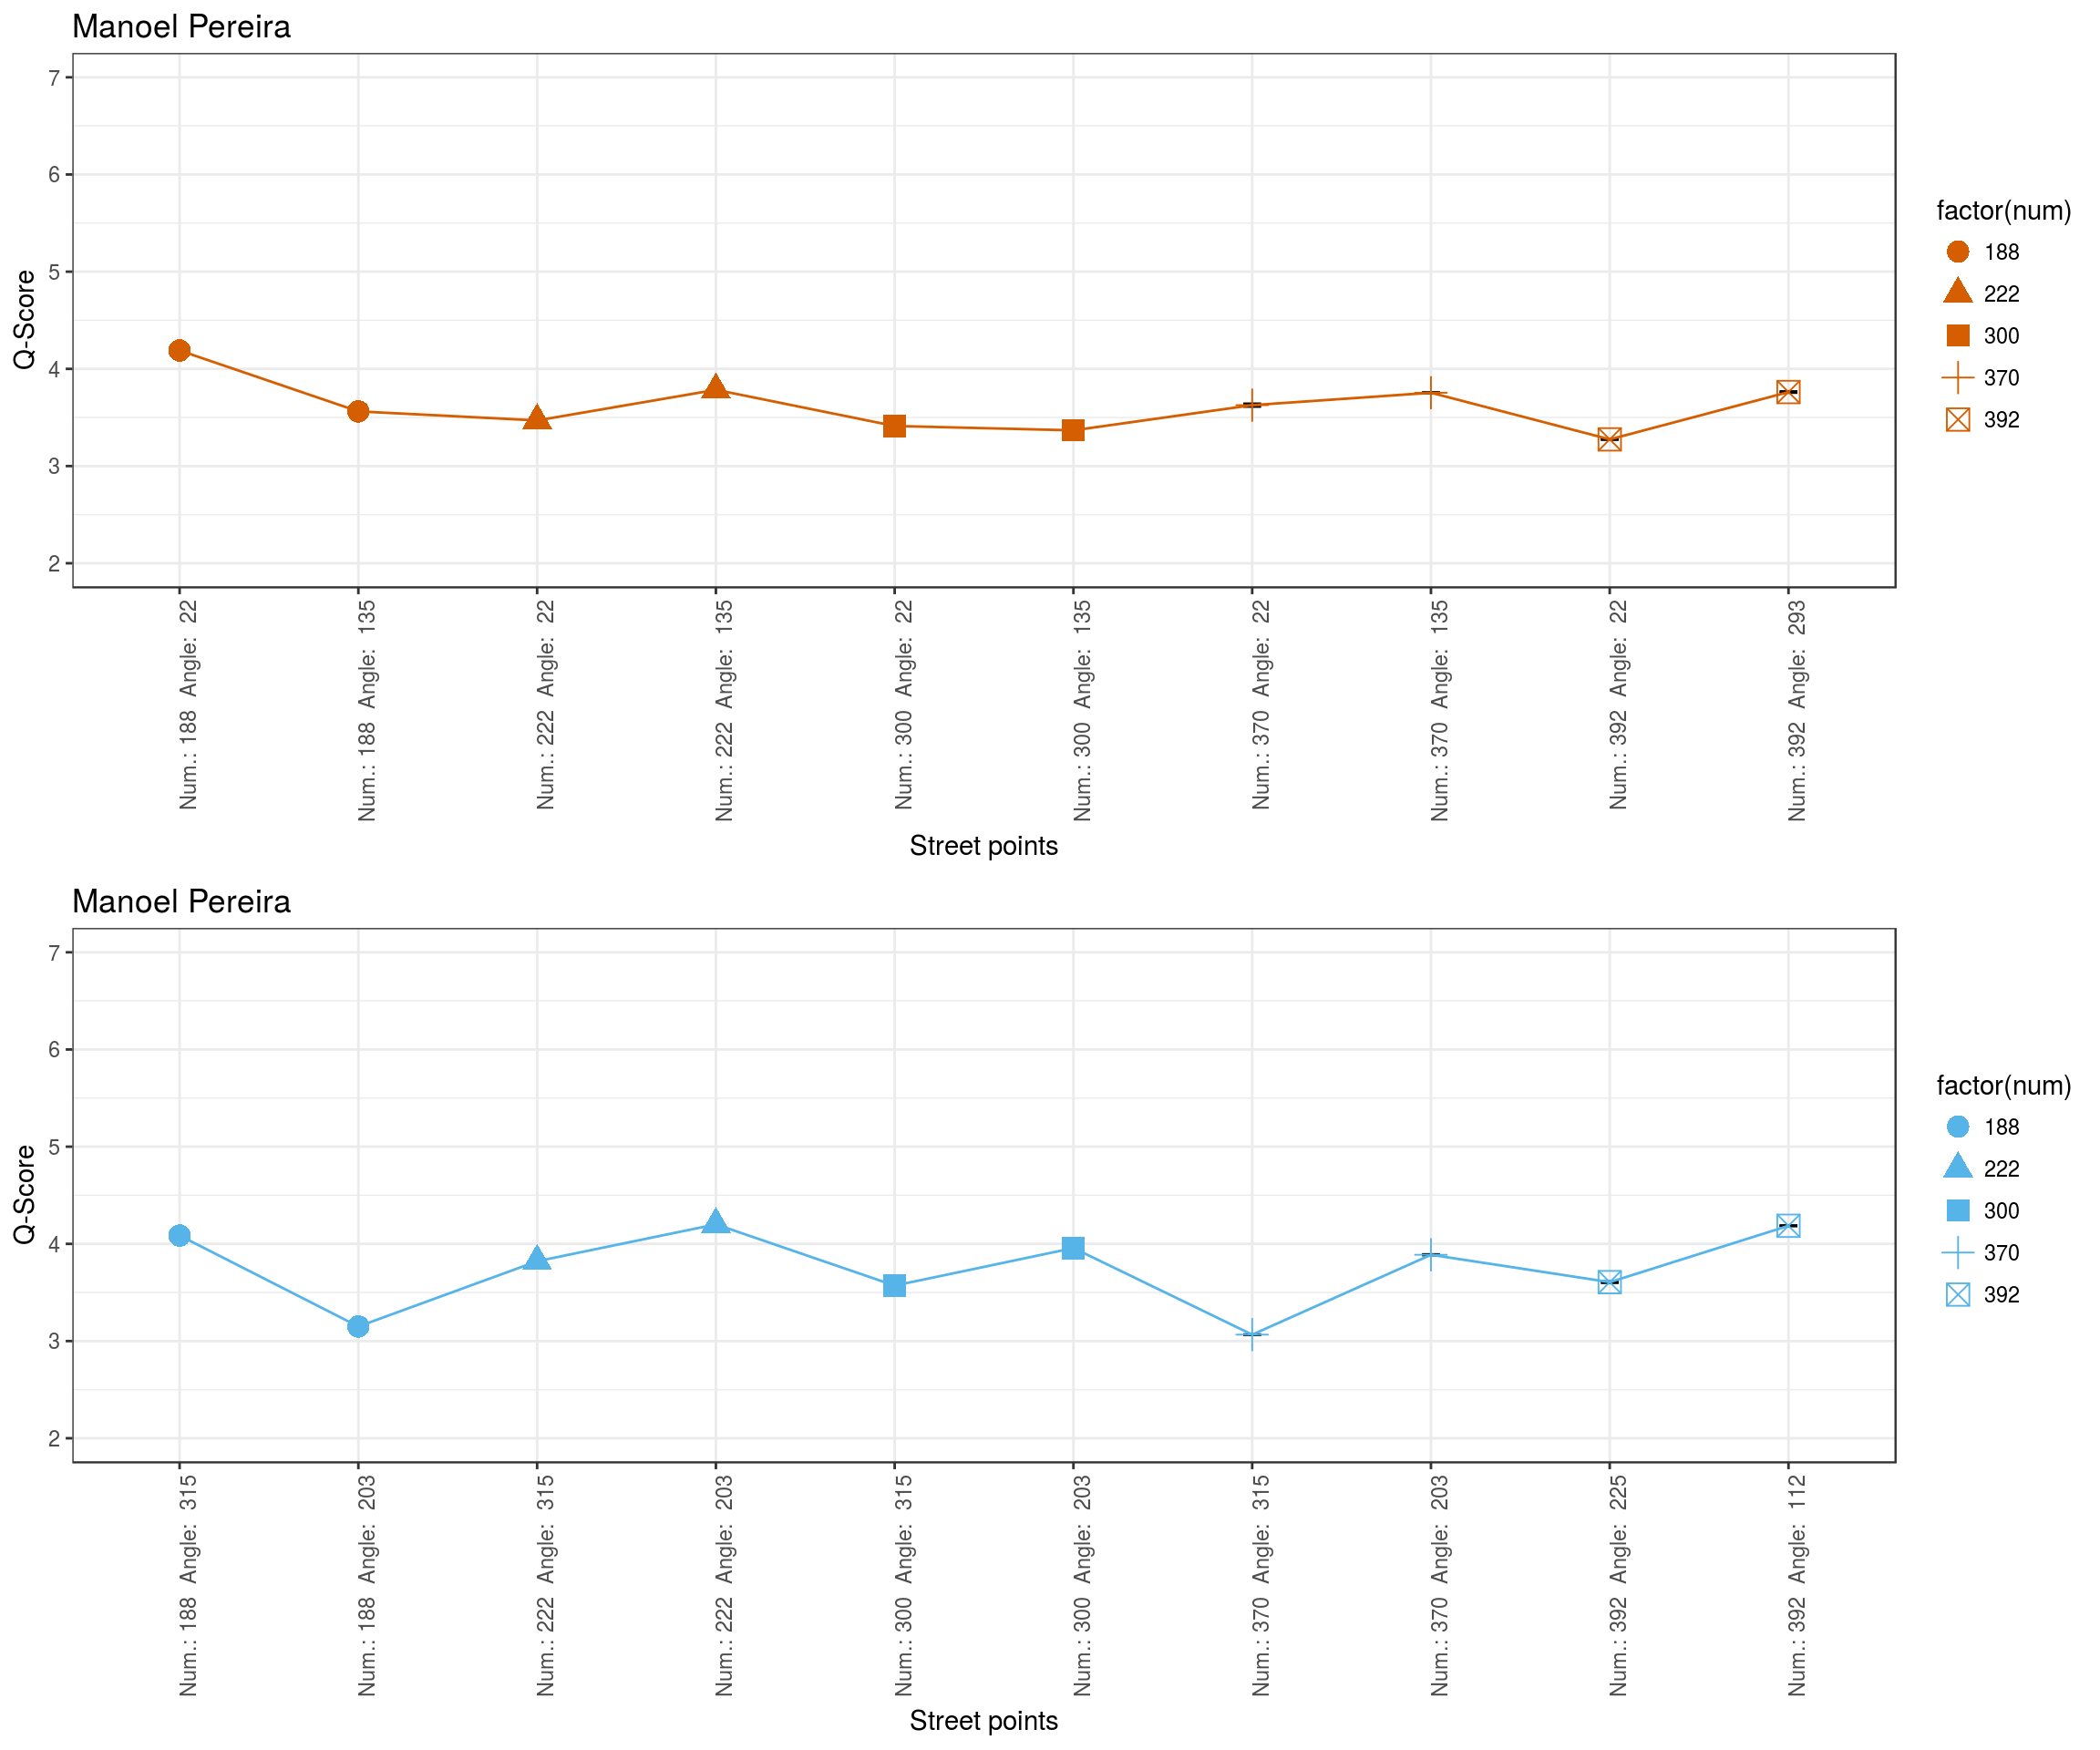 Manoel Pereira
7
6
5
4
3
2
Q-Score
Num.: 188 Angle: 22
Num.: 188 Angle: 135
Num.: 222 Angle: 22
Num.: 222 Angle: 135
Num.: 300 Angle: 22
Num.: 300 Angle: 135
Num.: 370 Angle: 22
Num.: 370 Angle: 135
Num.: 392 Angle: 22
Num.: 392 Angle: 293
Street points
factor(num)
188
222
300
370
392
Manoel Pereira
7
6
5
4
3
2
Q-Score
Num.: 188 Angle: 315
Num.: 188 Angle: 203
Num.: 222 Angle: 315
Num.: 222 Angle: 203
Num.: 300 Angle: 315
Num.: 300 Angle: 203
Num.: 370 Angle: 315
Num.: 370 Angle: 203
Num.: 392 Angle: 225
Num.: 392 Angle: 112
Street points
factor(num)
188
222
300
370
392